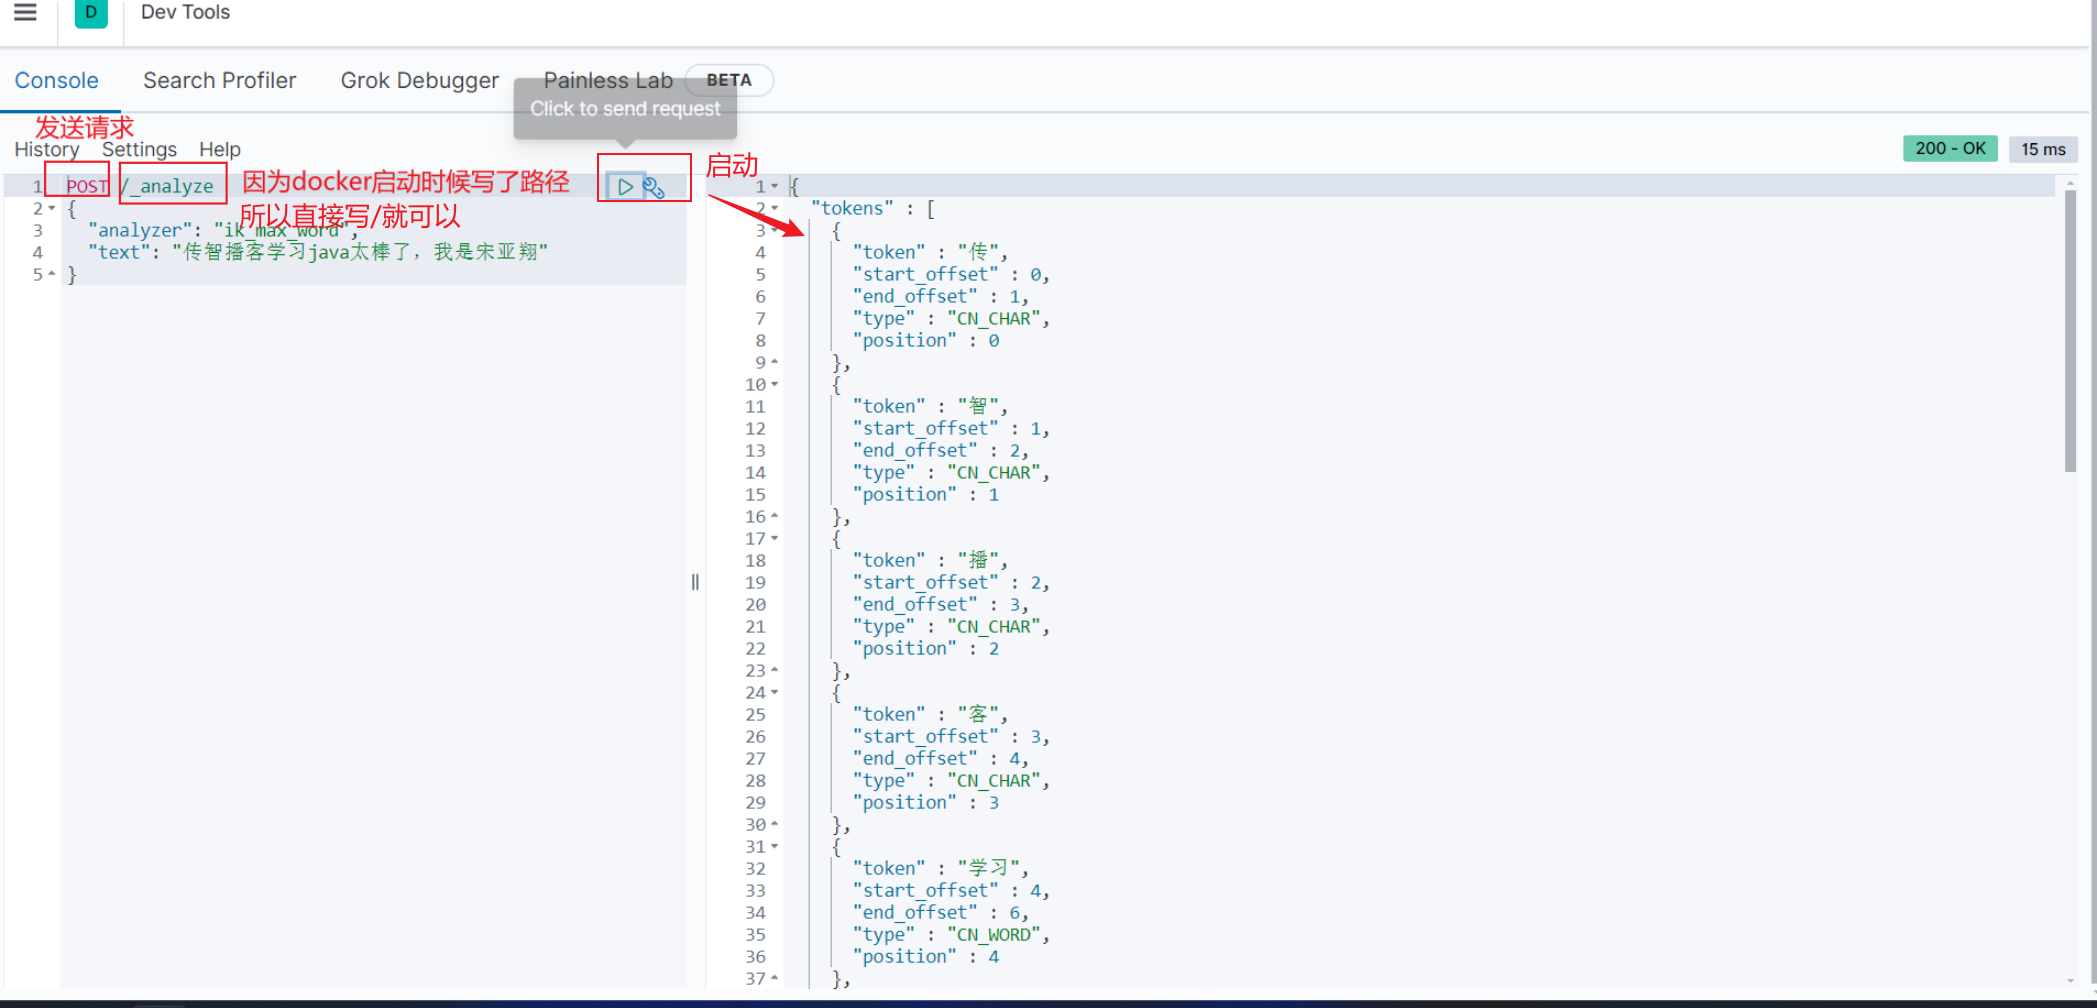 D Dev Tools
Console Search Profiler Grok Debugger Painless Lab BETA
Click to send request
发送请求
History Settings Help
200 - OK 15 ms
1 POST /_analyze
因为docker启动时候写了路径
所以直接写/就可以
启动
2 {
3 "analyzer": "ik_max_word",
4 "text": "传智播客学习java太棒了，我是宋亚翔"
5 }
1 {
2 "tokens" : [
3 {
4 "token" : "传",
5 "start_offset" : 0,
6 "end_offset" : 1,
7 "type" : "CN_CHAR",
8 "position" : 0
9 },
10 {
11 "token" : "智",
12 "start_offset" : 1,
13 "end_offset" : 2,
14 "type" : "CN_CHAR",
15 "position" : 1
16 },
17 {
18 "token" : "播",
19 "start_offset" : 2,
20 "end_offset" : 3,
21 "type" : "CN_CHAR",
22 "position" : 2
23 },
24 {
25 "token" : "客",
26 "start_offset" : 3,
27 "end_offset" : 4,
28 "type" : "CN_CHAR",
29 "position" : 3
30 },
31 {
32 "token" : "学习",
33 "start_offset" : 4,
34 "end_offset" : 6,
35 "type" : "CN_WORD",
36 "position" : 4
37 },